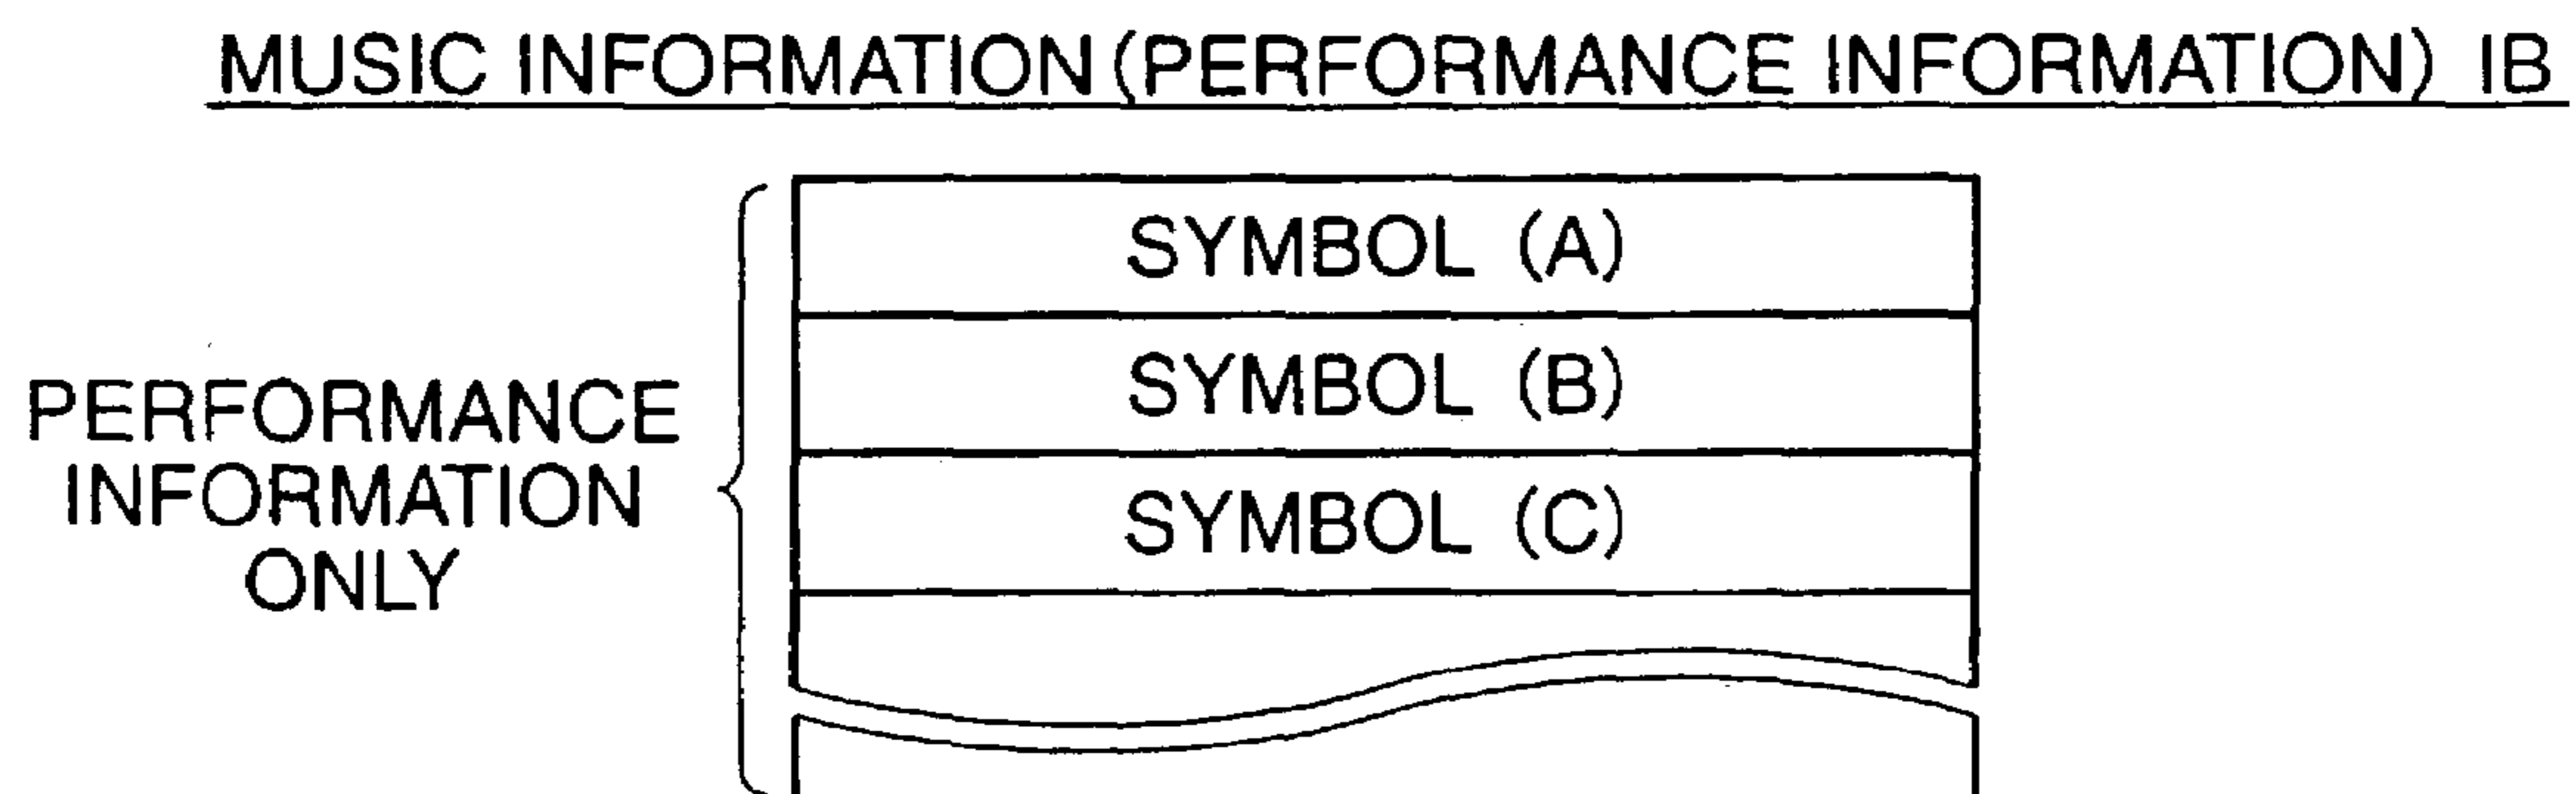 MUSIC INFORMATION (PERFORMANCE INFORMATION) IB
SYMBOL (A)
SYMBOL (B)
SYMBOL (C)
PERFORMANCE
INFORMATION
ONLY